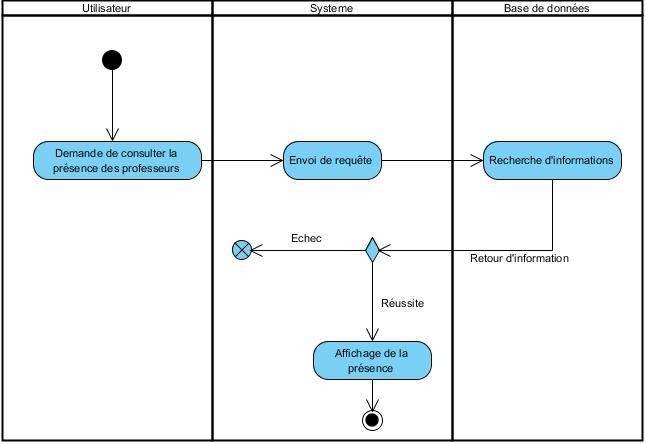 Utilisateur
Systeme
Base de données
Demande de consulter la
présence des professeurs
Envoi de requête
Recherche d'informations
Echec
Retour d'information
Réussite
Affichage de la
présence